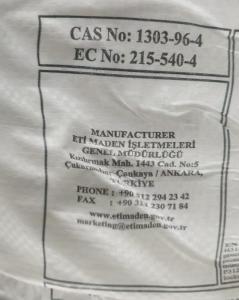 CAS No: 1303-96-4
EC No: 215-540-4
MANUFACTURER
ETİ MADEN İŞLETMELERİ
GENEL MÜDÜRLÜĞÜ
Kızılırmak Mah. 1443 Cad. No:5
Çukurambar- Çankaya / ANKARA,
TÜRKİYE
PHONE : +90 312 294 23 42
FAX : +90 312 230 71 84
www.etimaden.gov.tr
marketing@etimaden.gov.tr